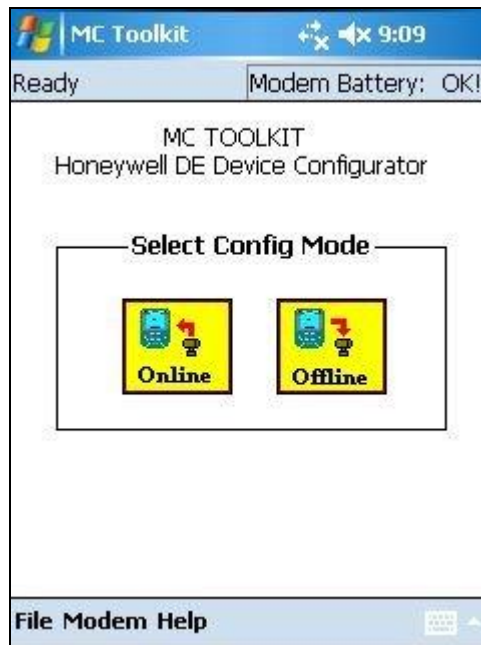 MC Toolkit 9:09
Ready Modem Battery: OK!
MC TOOLKIT
Honeywell DE Device Configurator
Select Config Mode
Online Offline
File Modem Help